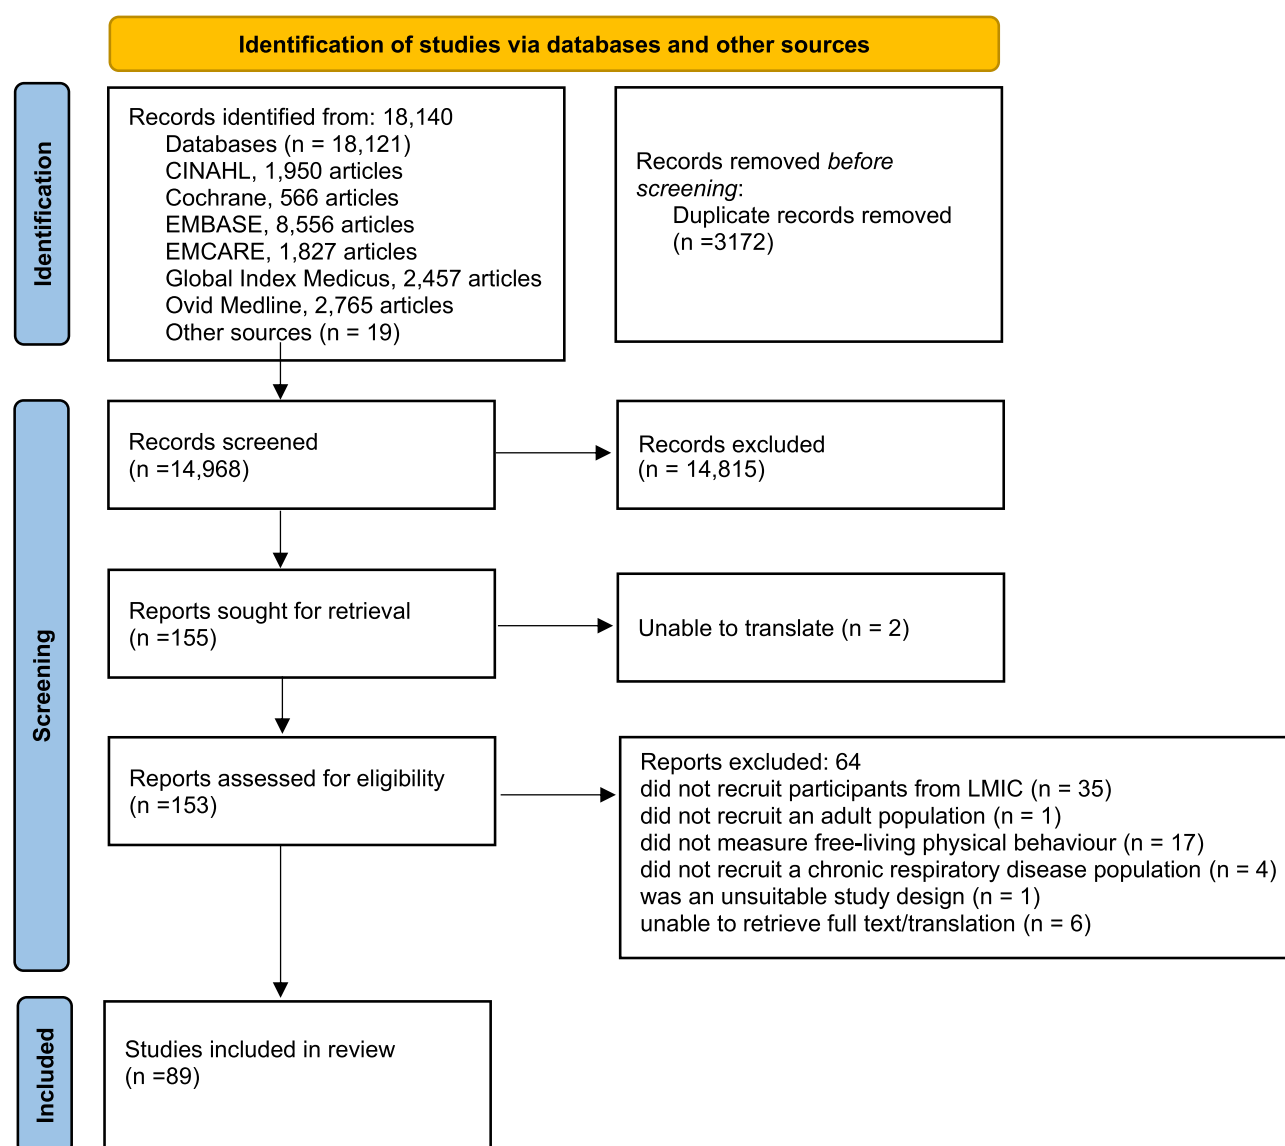 Identification of studies via databases and other sources
Identification
Records identified from: 18,140
Databases (n = 18,121)
CINAHL, 1,950 articles
Cochrane, 566 articles
EMBASE, 8,556 articles
EMCARE, 1,827 articles
Global Index Medicus, 2,457 articles
Ovid Medline, 2,765 articles
Other sources (n = 19)
Records removed before
screening:
Duplicate records removed
(n =3172)
Screening
Records screened
(n =14,968)
Records excluded
(n = 14,815)
Reports sought for retrieval
(n =155)
Unable to translate (n = 2)
Reports assessed for eligibility
(n =153)
Reports excluded: 64
did not recruit participants from LMIC (n = 35)
did not recruit an adult population (n = 1)
did not measure free-living physical behaviour (n = 17)
did not recruit a chronic respiratory disease population (n = 4)
was an unsuitable study design (n = 1)
unable to retrieve full text/translation (n = 6)
Included
Studies included in review
(n =89)